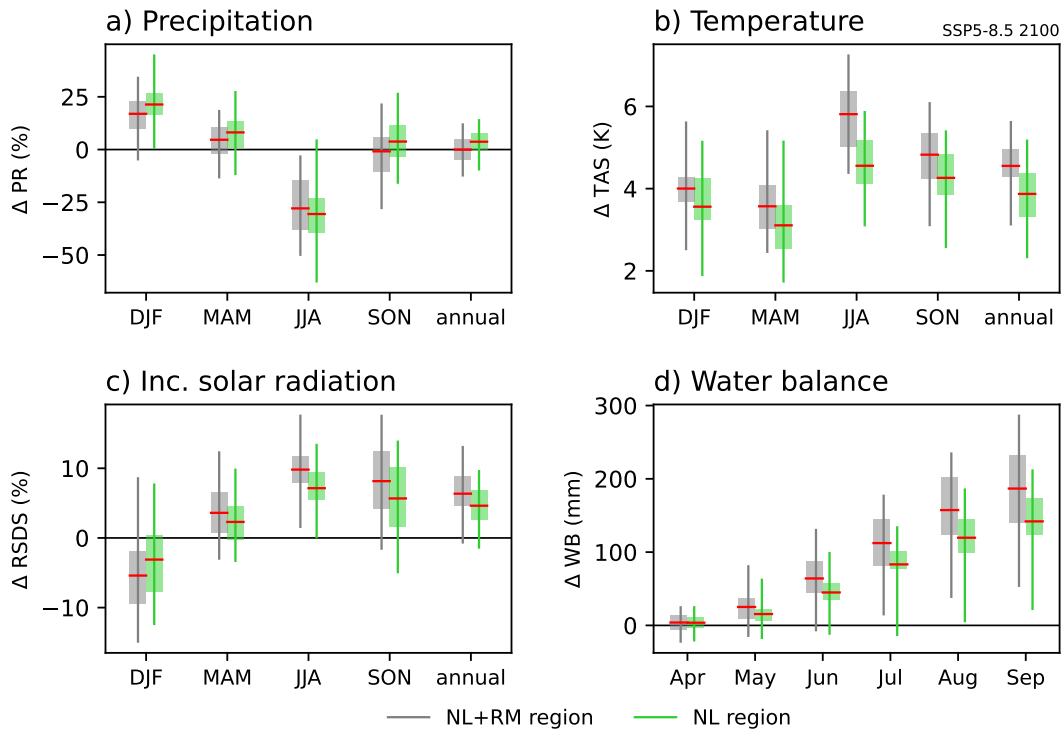 a) Precipitation
Δ PR (%)
25
0
−25
−50
DJF MAM JJA SON annual
b) Temperature
SSP5-8.5 2100
Δ TAS (K)
6
4
2
DJF MAM JJA SON annual
c) Inc. solar radiation
Δ RSDS (%)
10
0
−10
DJF MAM JJA SON annual
d) Water balance
Δ WB (mm)
300
200
100
0
Apr May Jun Jul Aug Sep
NL+RM region NL region